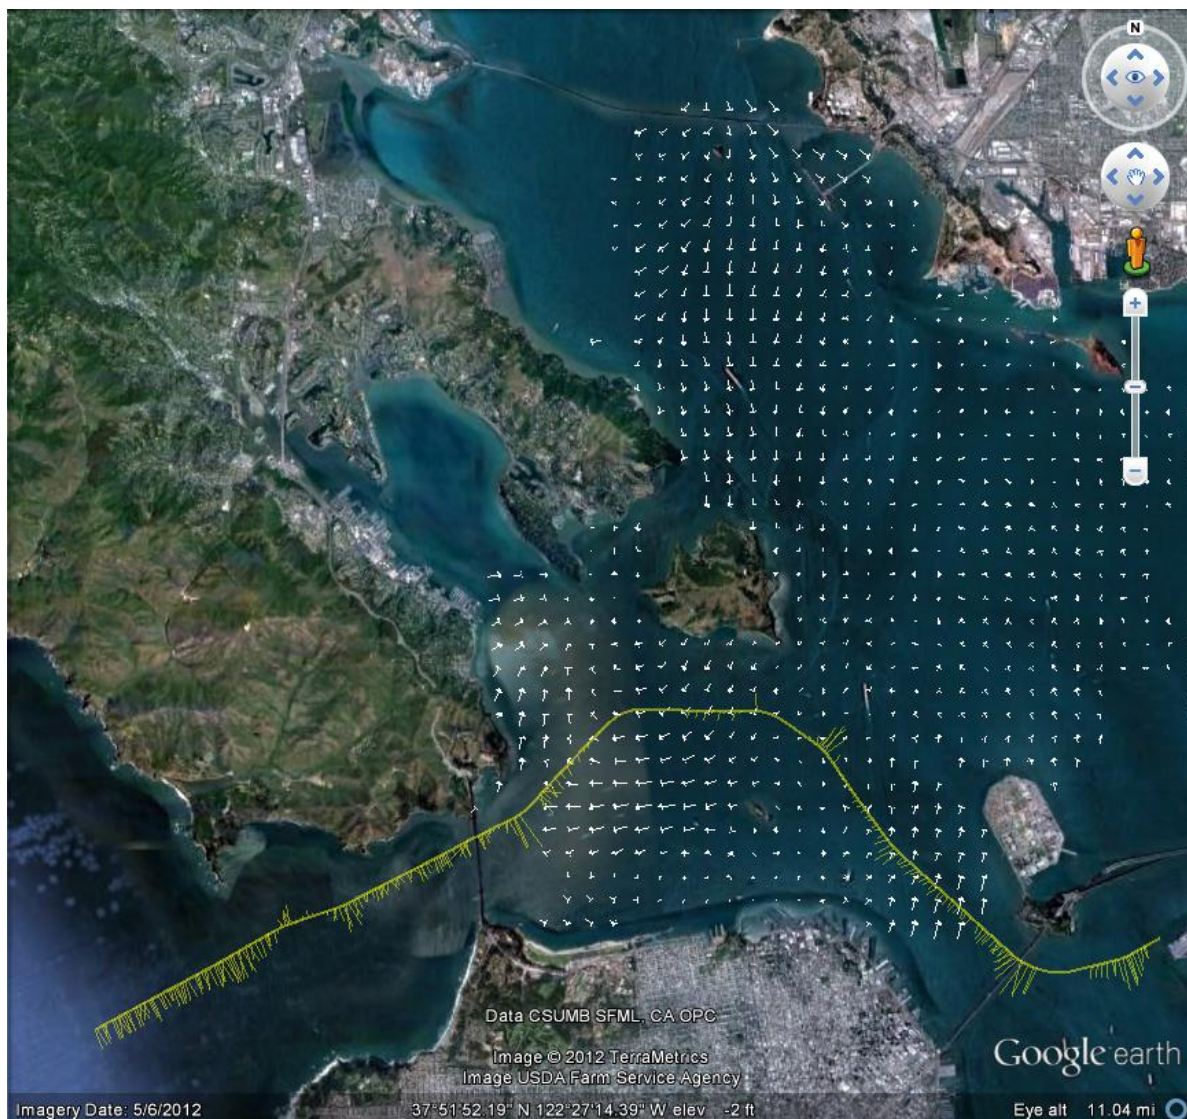 N
Data CSUMB SFML, CA OPC
Image © 2012 TerraMetrics
Image USDA Farm Service Agency
Google earth
Imagery Date: 5/6/2012 37°51'52.19" N 122°27'14.39" W elev -2 ft Eye alt 11.04 mi